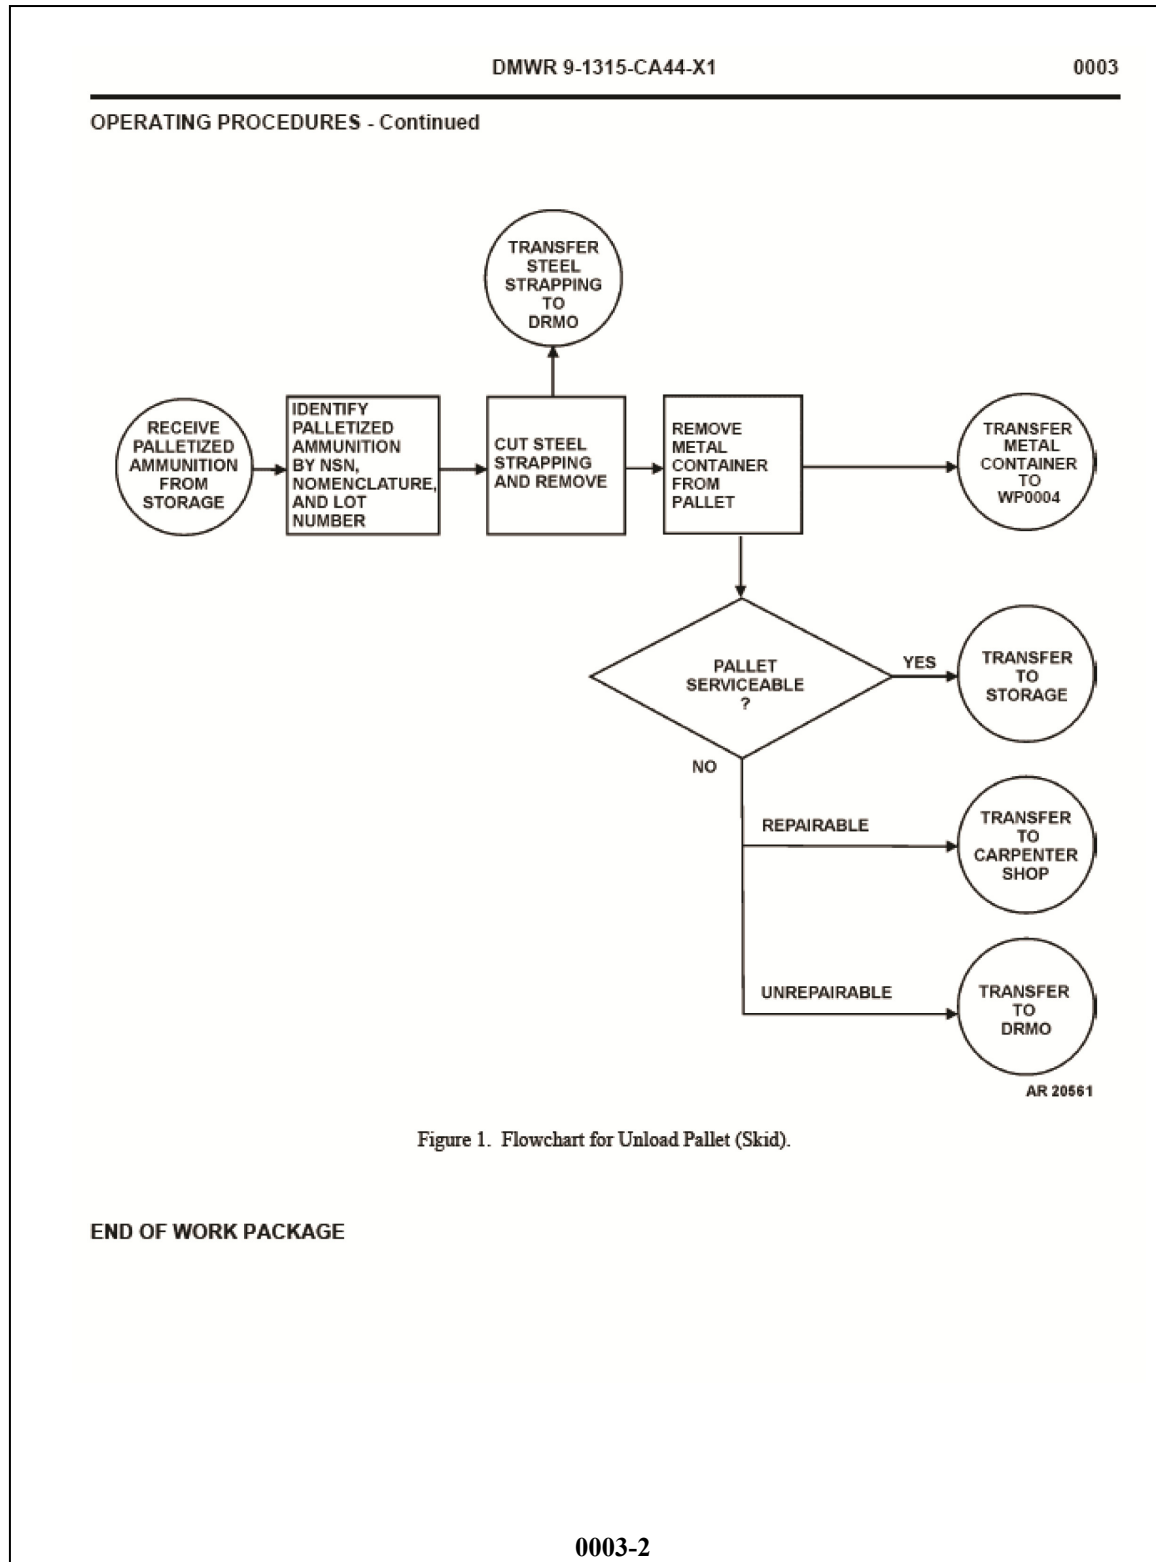 DMWR 9-1315-CA44-X1
0003
OPERATING PROCEDURES - Continued
TRANSFER
STEEL
STRAPPING
TO
DRMO
RECEIVE
PALLETIZED
AMMUNITION
FROM
STORAGE
IDENTIFY
PALLETIZED
AMMUNITION
BY NSN,
NOMENCLATURE,
AND LOT
NUMBER
CUT STEEL
STRAPPING
AND REMOVE
REMOVE
METAL
CONTAINER
FROM
PALLET
TRANSFER
METAL
CONTAINER
TO
WP0004
PALLET
SERVICEABLE
?
YES
TRANSFER
TO
STORAGE
NO
REPAIRABLE
TRANSFER
TO
CARPENTER
SHOP
UNREPAIRABLE
TRANSFER
TO
DRMO
AR 20561
Figure 1. Flowchart for Unload Pallet (Skid).
END OF WORK PACKAGE
0003-2